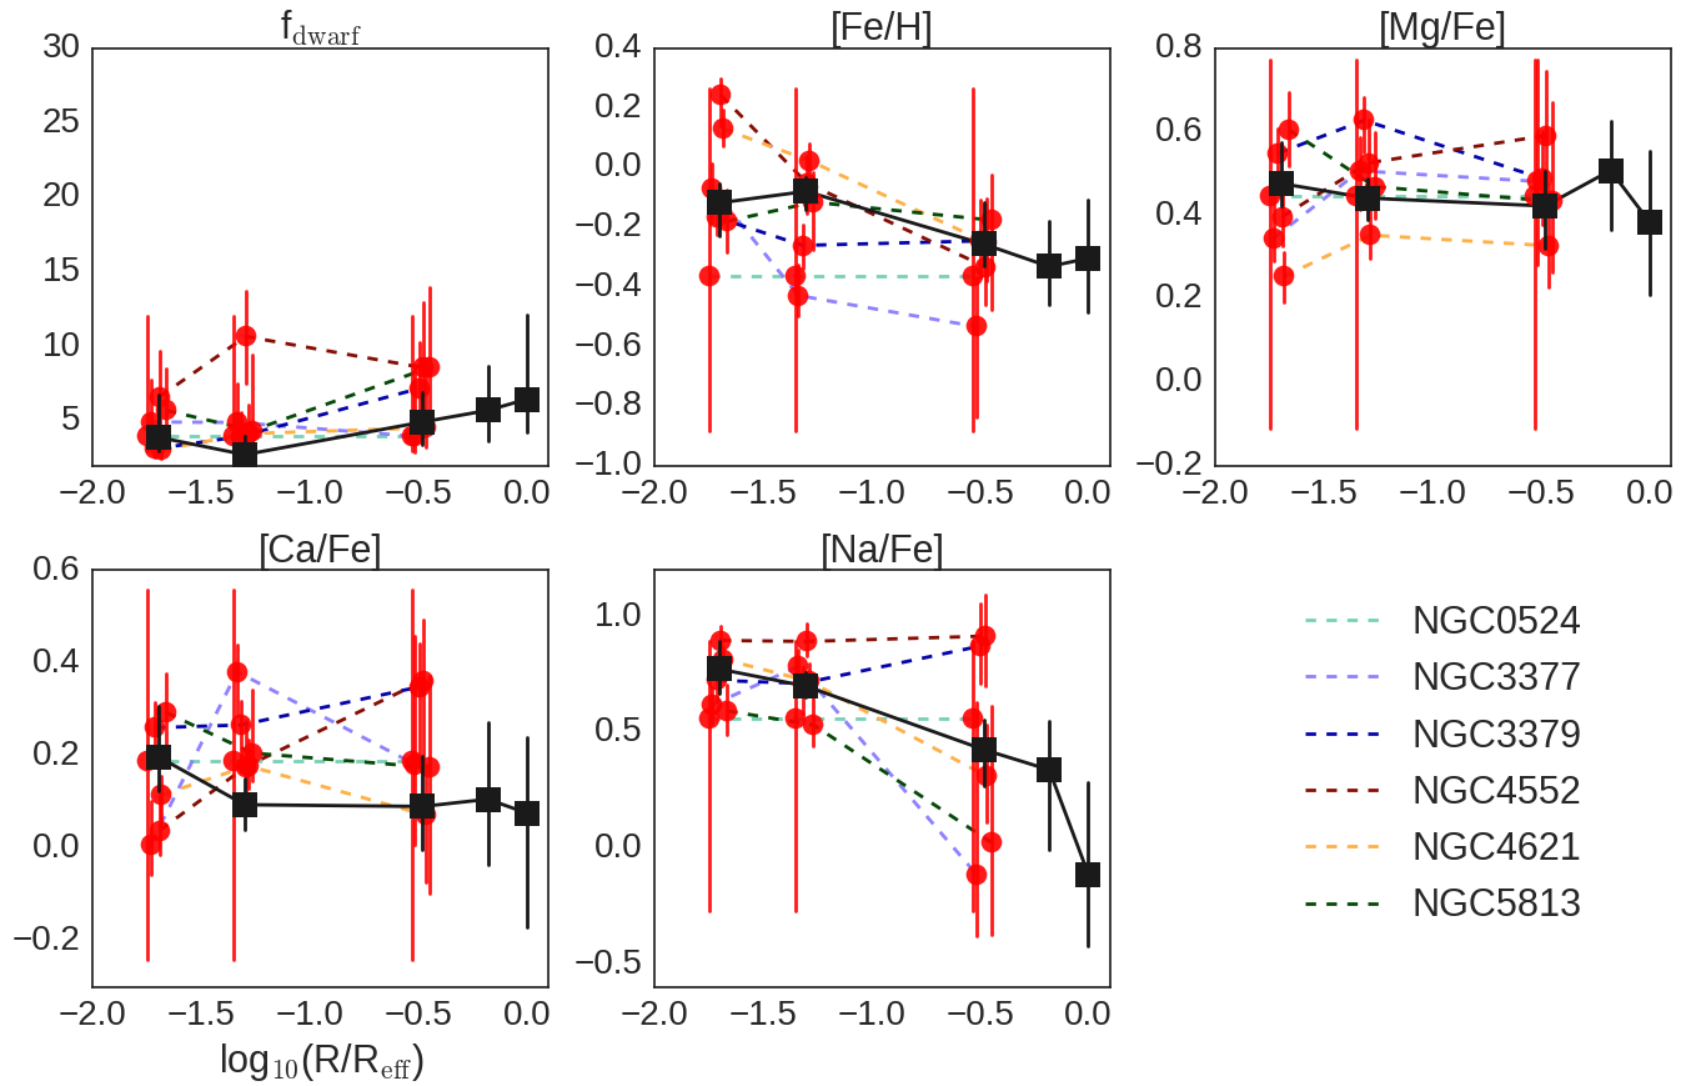 f_dwarf
30
25
20
15
10
5
−2.0 −1.5 −1.0 −0.5 0.0
[Fe/H]
0.4
0.2
0.0
−0.2
−0.4
−0.6
−0.8
−1.0
−2.0 −1.5 −1.0 −0.5 0.0
[Mg/Fe]
0.8
0.6
0.4
0.2
0.0
−0.2
−2.0 −1.5 −1.0 −0.5 0.0
[Ca/Fe]
0.6
0.4
0.2
0.0
−0.2
−2.0 −1.5 −1.0 −0.5 0.0
log₁₀(R/R_eff)
[Na/Fe]
1.0
0.5
0.0
−0.5
−2.0 −1.5 −1.0 −0.5 0.0
NGC0524
NGC3377
NGC3379
NGC4552
NGC4621
NGC5813